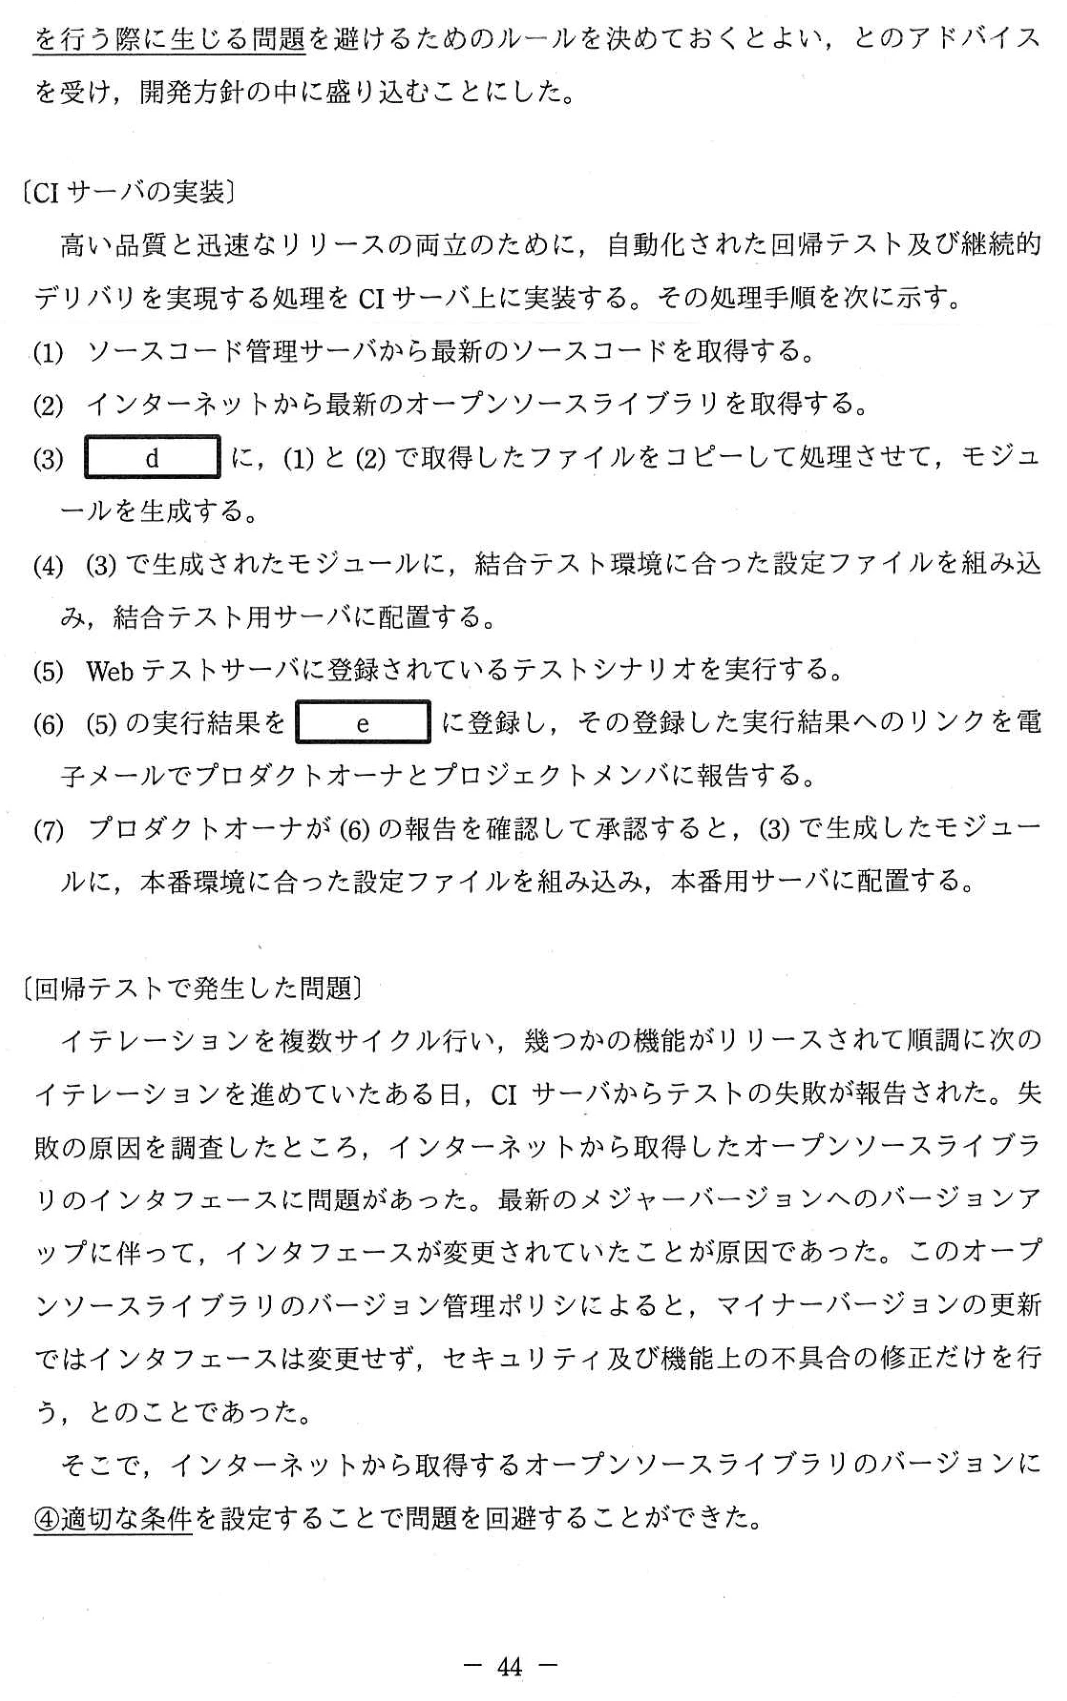 を行う際に生じる問題を避けるためのルールを決めておくとよい，とのアドバイス
を受け，開発方針の中に盛り込むことにした。
〔CI サーバの実装〕
高い品質と迅速なリリースの両立のために，自動化された回帰テスト及び継続的
デリバリを実現する処理を CI サーバ上に実装する。その処理手順を次に示す。
(1) ソースコード管理サーバから最新のソースコードを取得する。
(2) インターネットから最新のオープンソースライブラリを取得する。
(3) d に，(1) と (2) で取得したファイルをコピーして処理させて，モジュ
ールを生成する。
(4) (3) で生成されたモジュールに，結合テスト環境に合った設定ファイルを組み込
み，結合テスト用サーバに配置する。
(5) Web テストサーバに登録されているテストシナリオを実行する。
(6) (5) の実行結果を e に登録し，その登録した実行結果へのリンクを電
子メールでプロダクトオーナとプロジェクトメンバに報告する。
(7) プロダクトオーナが (6) の報告を確認して承認すると，(3) で生成したモジュー
ルに，本番環境に合った設定ファイルを組み込み，本番用サーバに配置する。
〔回帰テストで発生した問題〕
イテレーションを複数サイクル行い，幾つかの機能がリリースされて順調に次の
イテレーションを進めていたある日，CI サーバからテストの失敗が報告された。失
敗の原因を調査したところ，インターネットから取得したオープンソースライブラ
リのインタフェースに問題があった。最新のメジャーバージョンへのバージョンア
ップに伴って，インタフェースが変更されていたことが原因であった。このオープ
ンソースライブラリのバージョン管理ポリシによると，マイナーバージョンの更新
ではインタフェースは変更せず，セキュリティ及び機能上の不具合の修正だけを行
う，とのことであった。
そこで，インターネットから取得するオープンソースライブラリのバージョンに
④適切な条件を設定することで問題を回避することができた。
－ 44 －